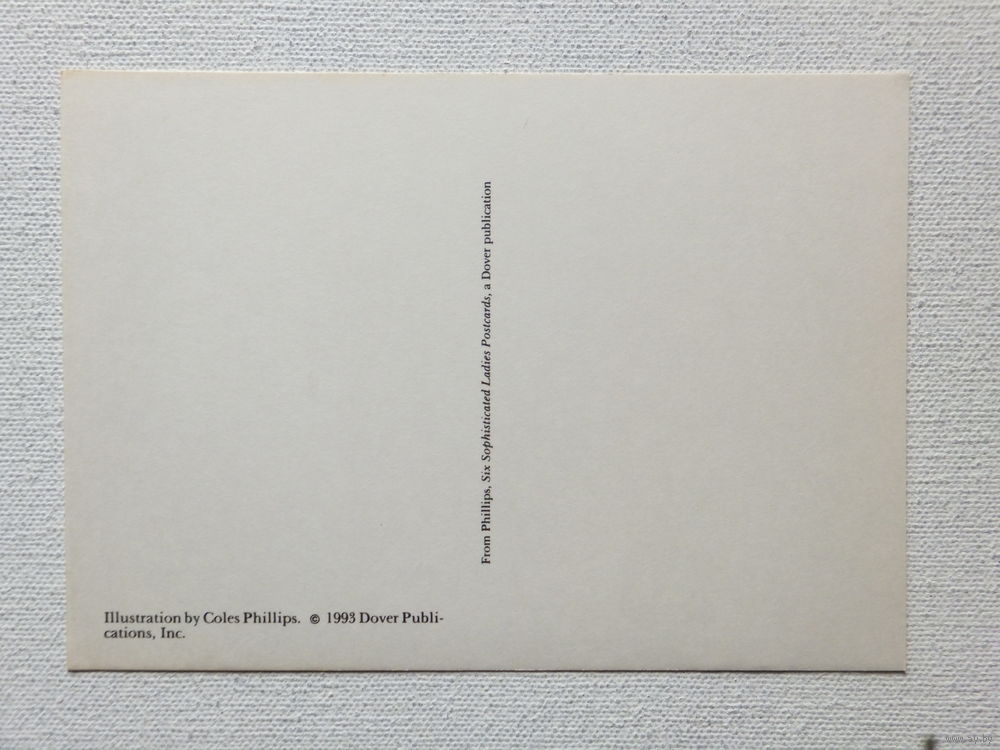 From Phillips, Six Sophisticated Ladies Postcards, a Dover publication
Illustration by Coles Phillips. © 1993 Dover Publi-
cations, Inc.